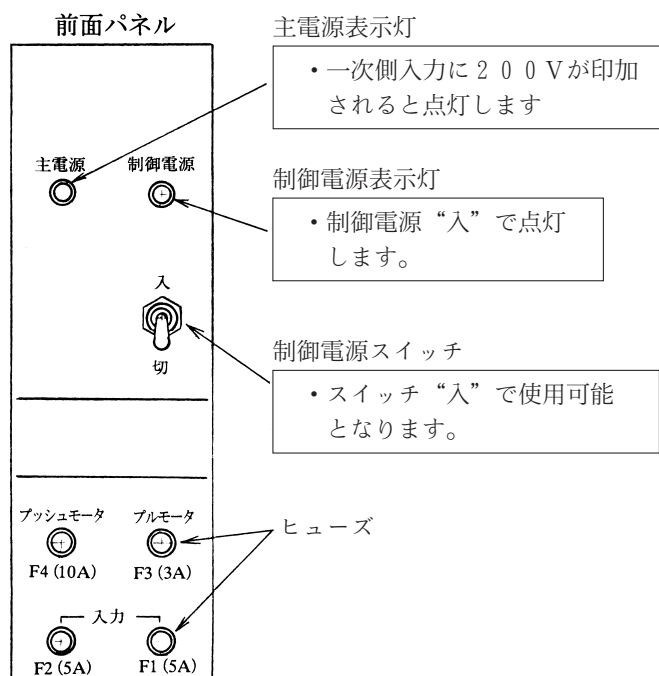 前面パネル
主電源表示灯
・一次側入力に２００Ｖが印加
されると点灯します
主電源
制御電源
制御電源表示灯
・制御電源“入”で点灯
します。
入
切
制御電源スイッチ
・スイッチ“入”で使用可能
となります。
プッシュモータ
プルモータ
F4 (10A)
F3 (3A)
ヒューズ
入力
F2 (5A)
F1 (5A)